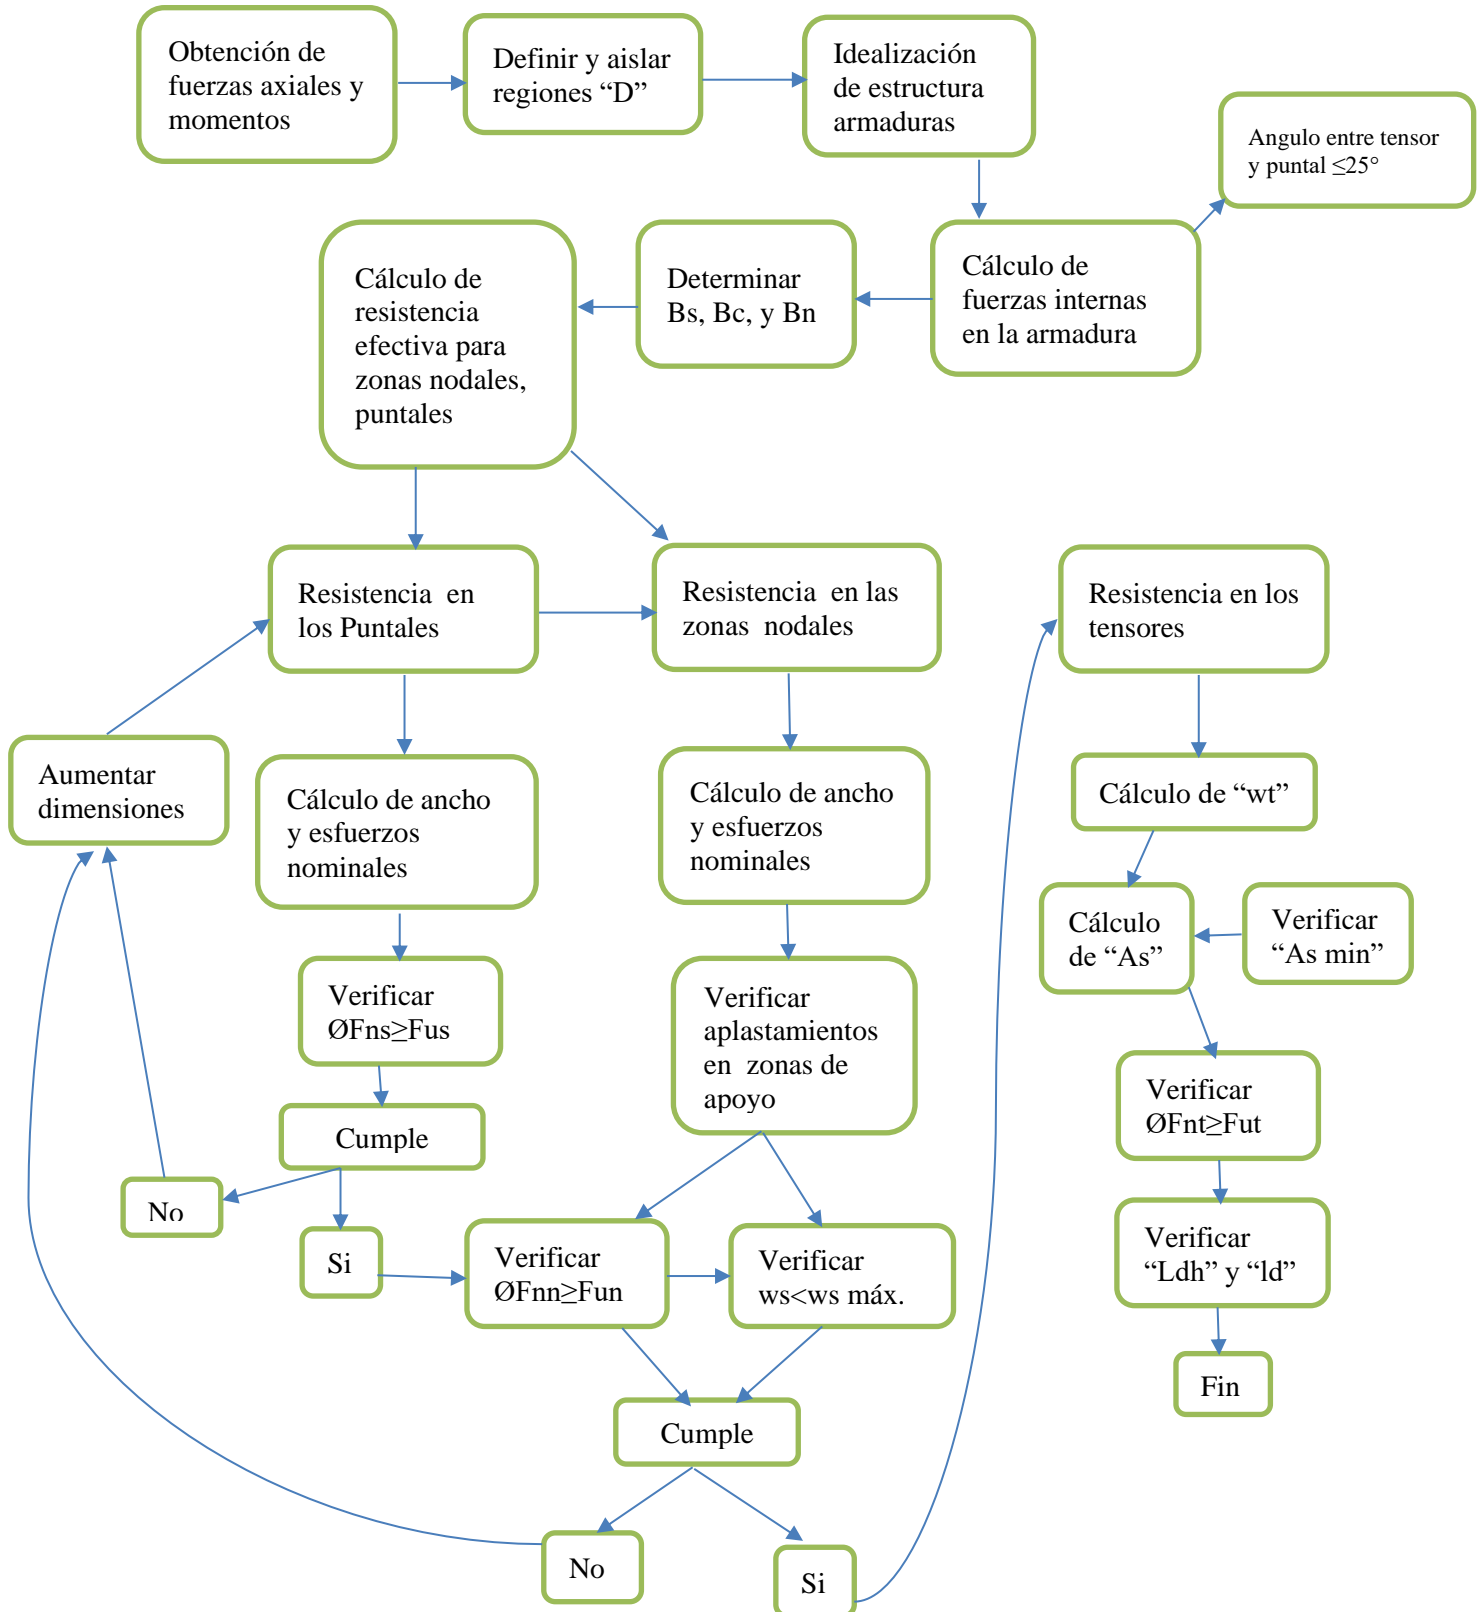 Obtención de
fuerzas axiales y
momentos
Definir y aislar
regiones “D”
Idealización
de estructura
armaduras
Angulo entre tensor
y puntal ≤25°
Cálculo de
resistencia
efectiva para
zonas nodales,
puntales
Determinar
Bs, Bc, y Bn
Cálculo de
fuerzas internas
en la armadura
Resistencia  en
los Puntales
Resistencia  en las
zonas  nodales
Resistencia en los
tensores
Aumentar
dimensiones
Cálculo de ancho
y esfuerzos
nominales
Cálculo de ancho
y esfuerzos
nominales
Cálculo de “wt”
Cálculo
de “As”
Verificar
“As min”
Verificar
ØFns≥Fus
Verificar
aplastamientos
en  zonas de
apoyo
Verificar
ØFnt≥Fut
Cumple
No
Si
Verificar
ØFnn≥Fun
Verificar
ws<ws máx.
Verificar
“Ldh” y “ld”
Fin
Cumple
No
Si